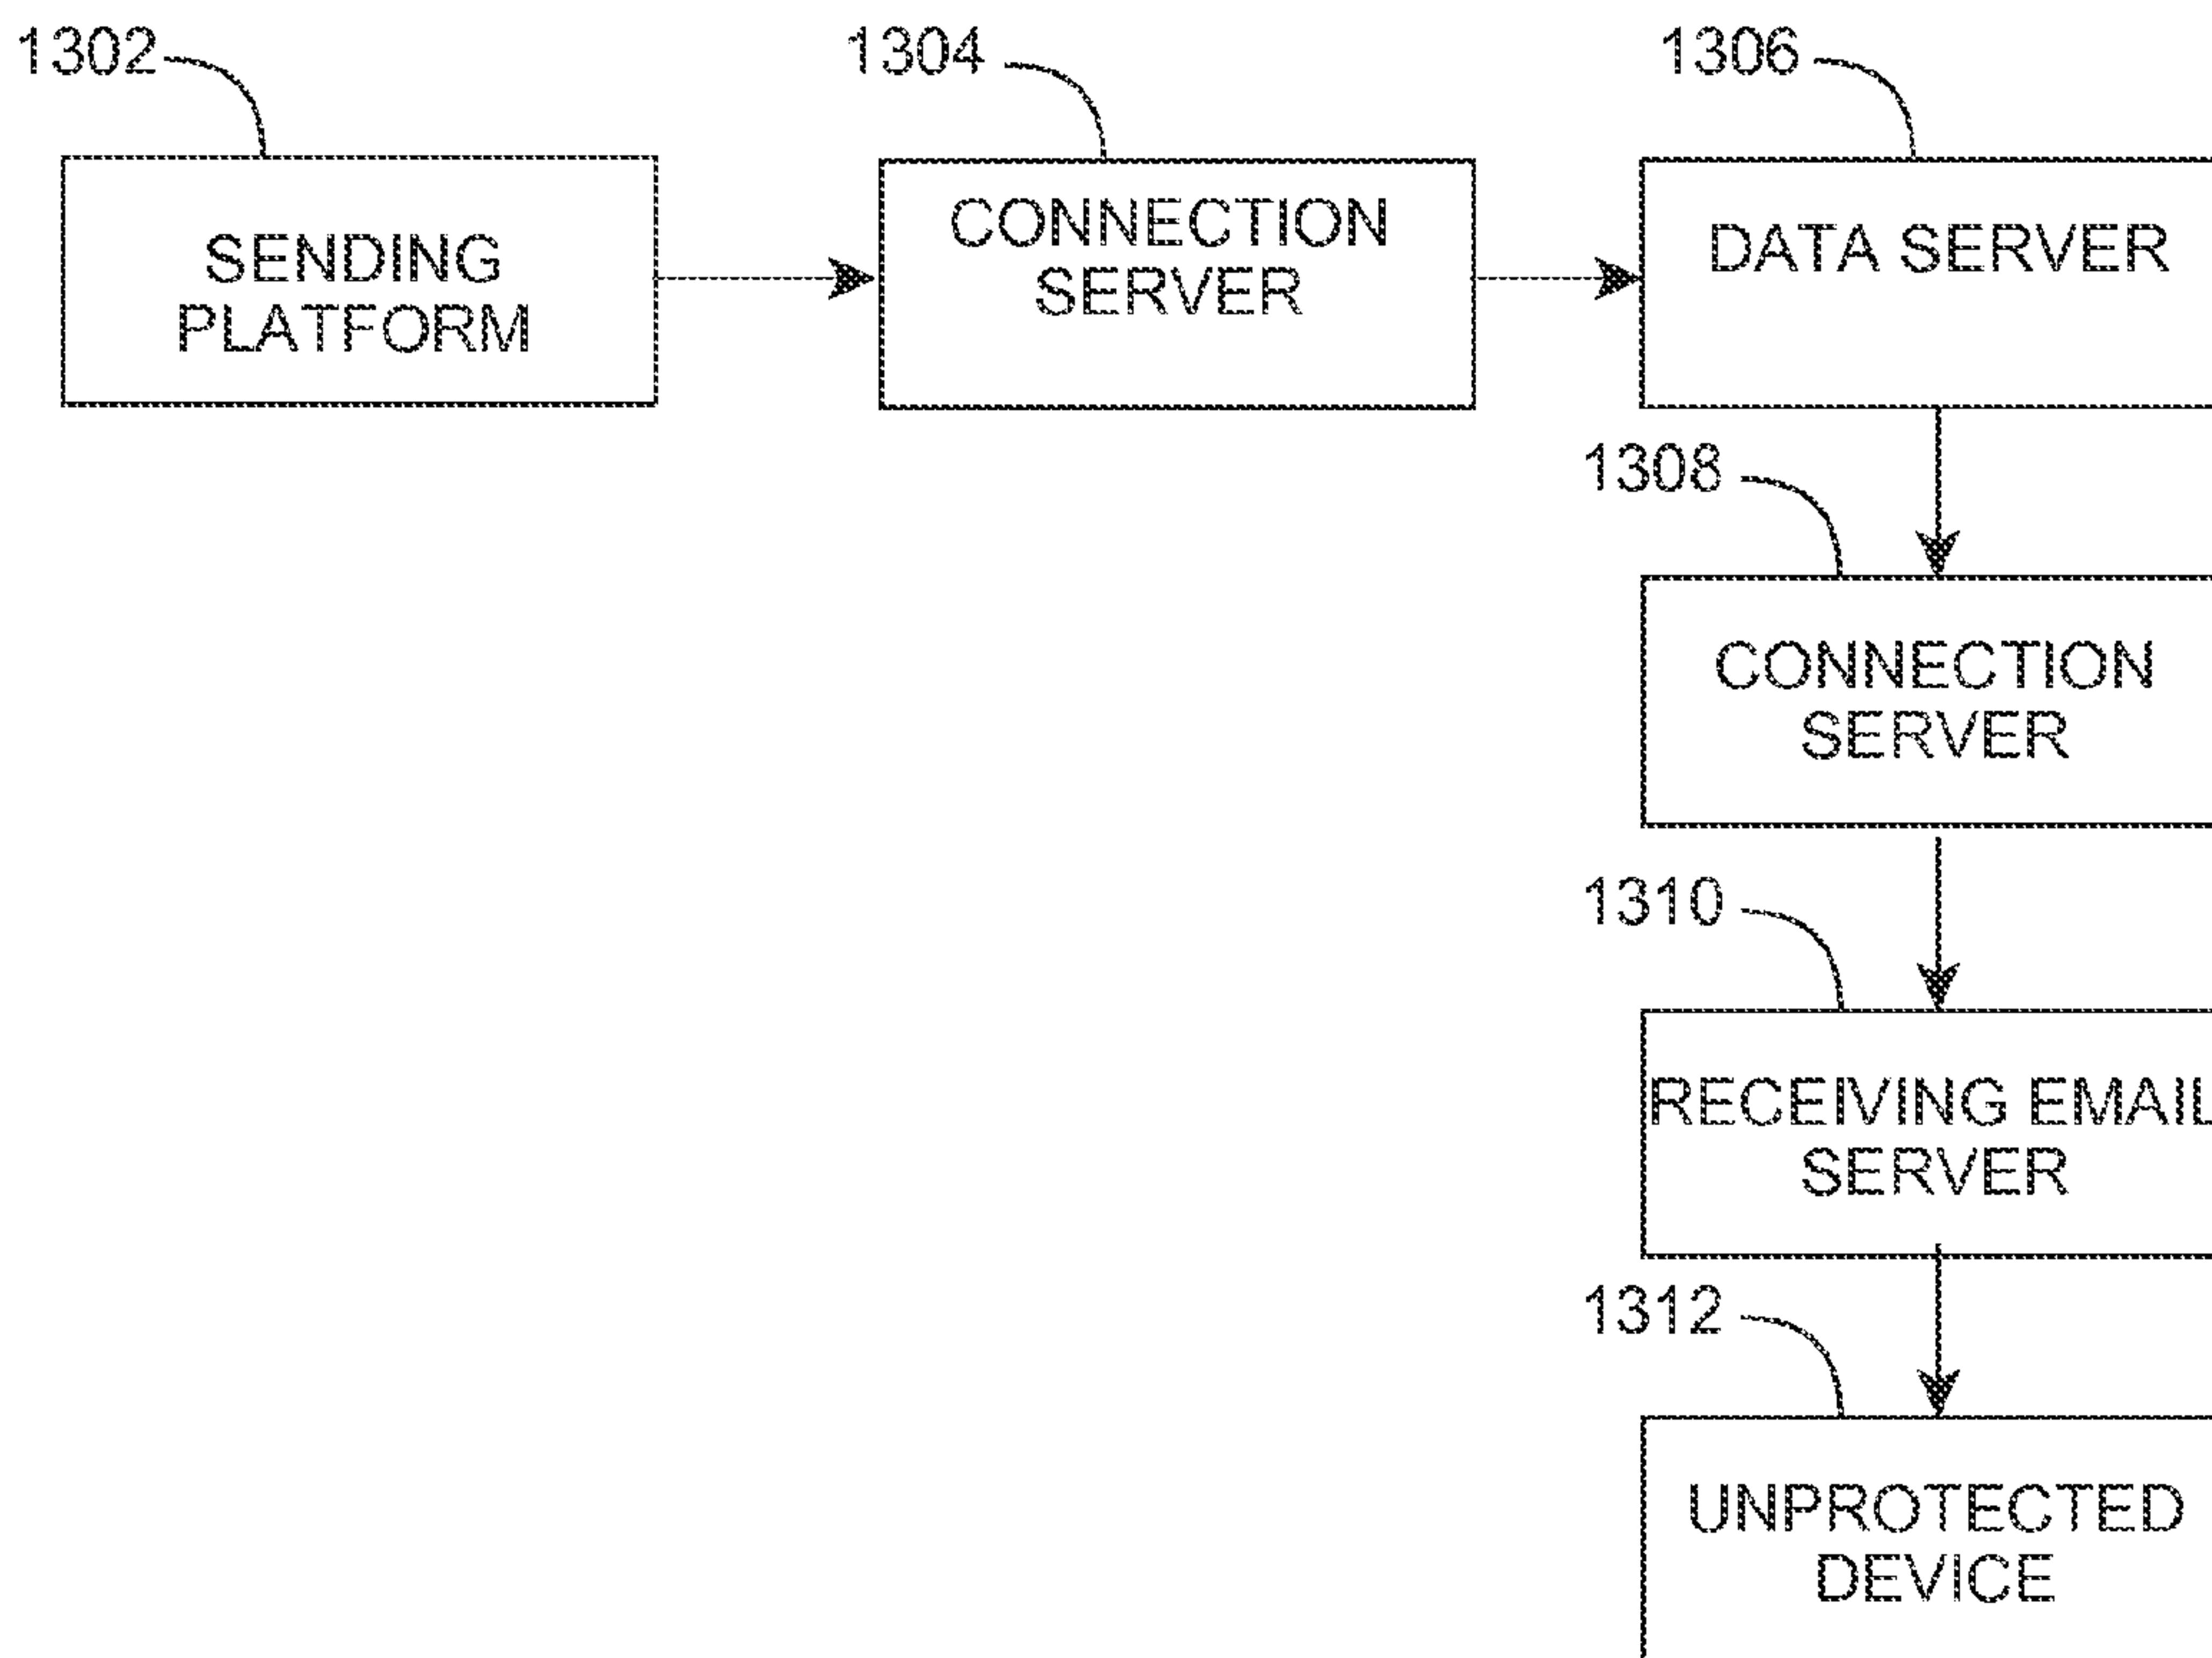 1302
1304
1306
SENDING
PLATFORM
CONNECTION
SERVER
DATA SERVER
1308
CONNECTION
SERVER
1310
RECEIVING EMAIL
SERVER
1312
UNPROTECTED
DEVICE